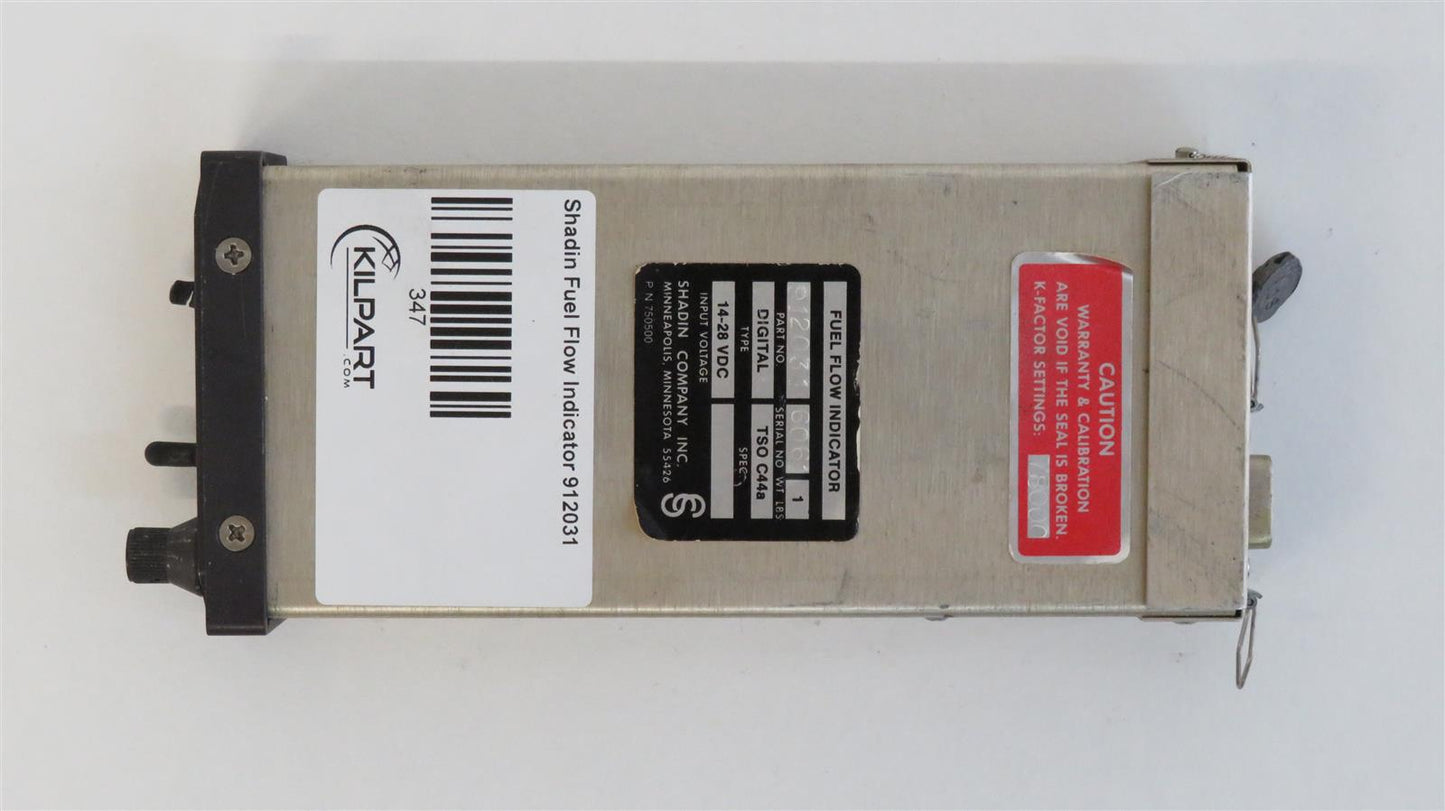 Shadin Fuel Flow Indicator 912031
347
KILPART
.COM
FUEL FLOW INDICATOR
1
PART NO.
SERIAL NO
WT LBS
DIGITAL
TSO C44a
TYPE
SPECS
14-28 VDC
INPUT VOLTAGE
SHADIN COMPANY INC.
MINNEAPOLIS, MINNESOTA 55426
P N 750500
CAUTION
WARRANTY & CALIBRATION
ARE VOID IF THE SEAL IS BROKEN.
K-FACTOR SETTINGS: